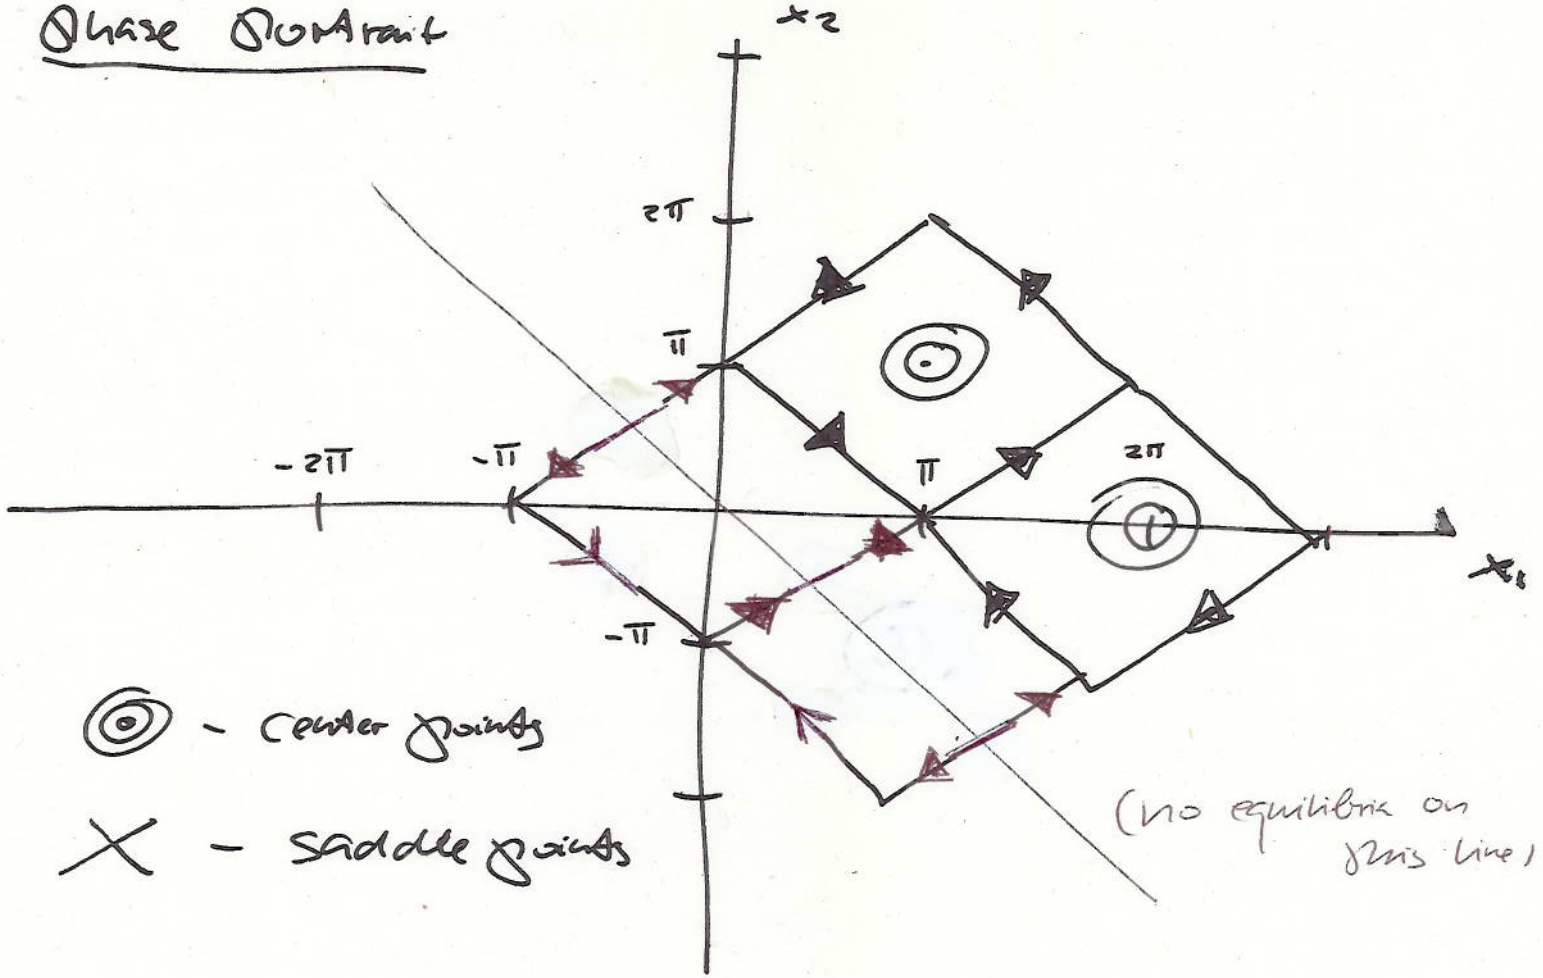 Phase Portrait
x2
2π
π
-2π
-π
π
2π
-π
x1
- center points
- saddle points
(no equilibria on
this line)